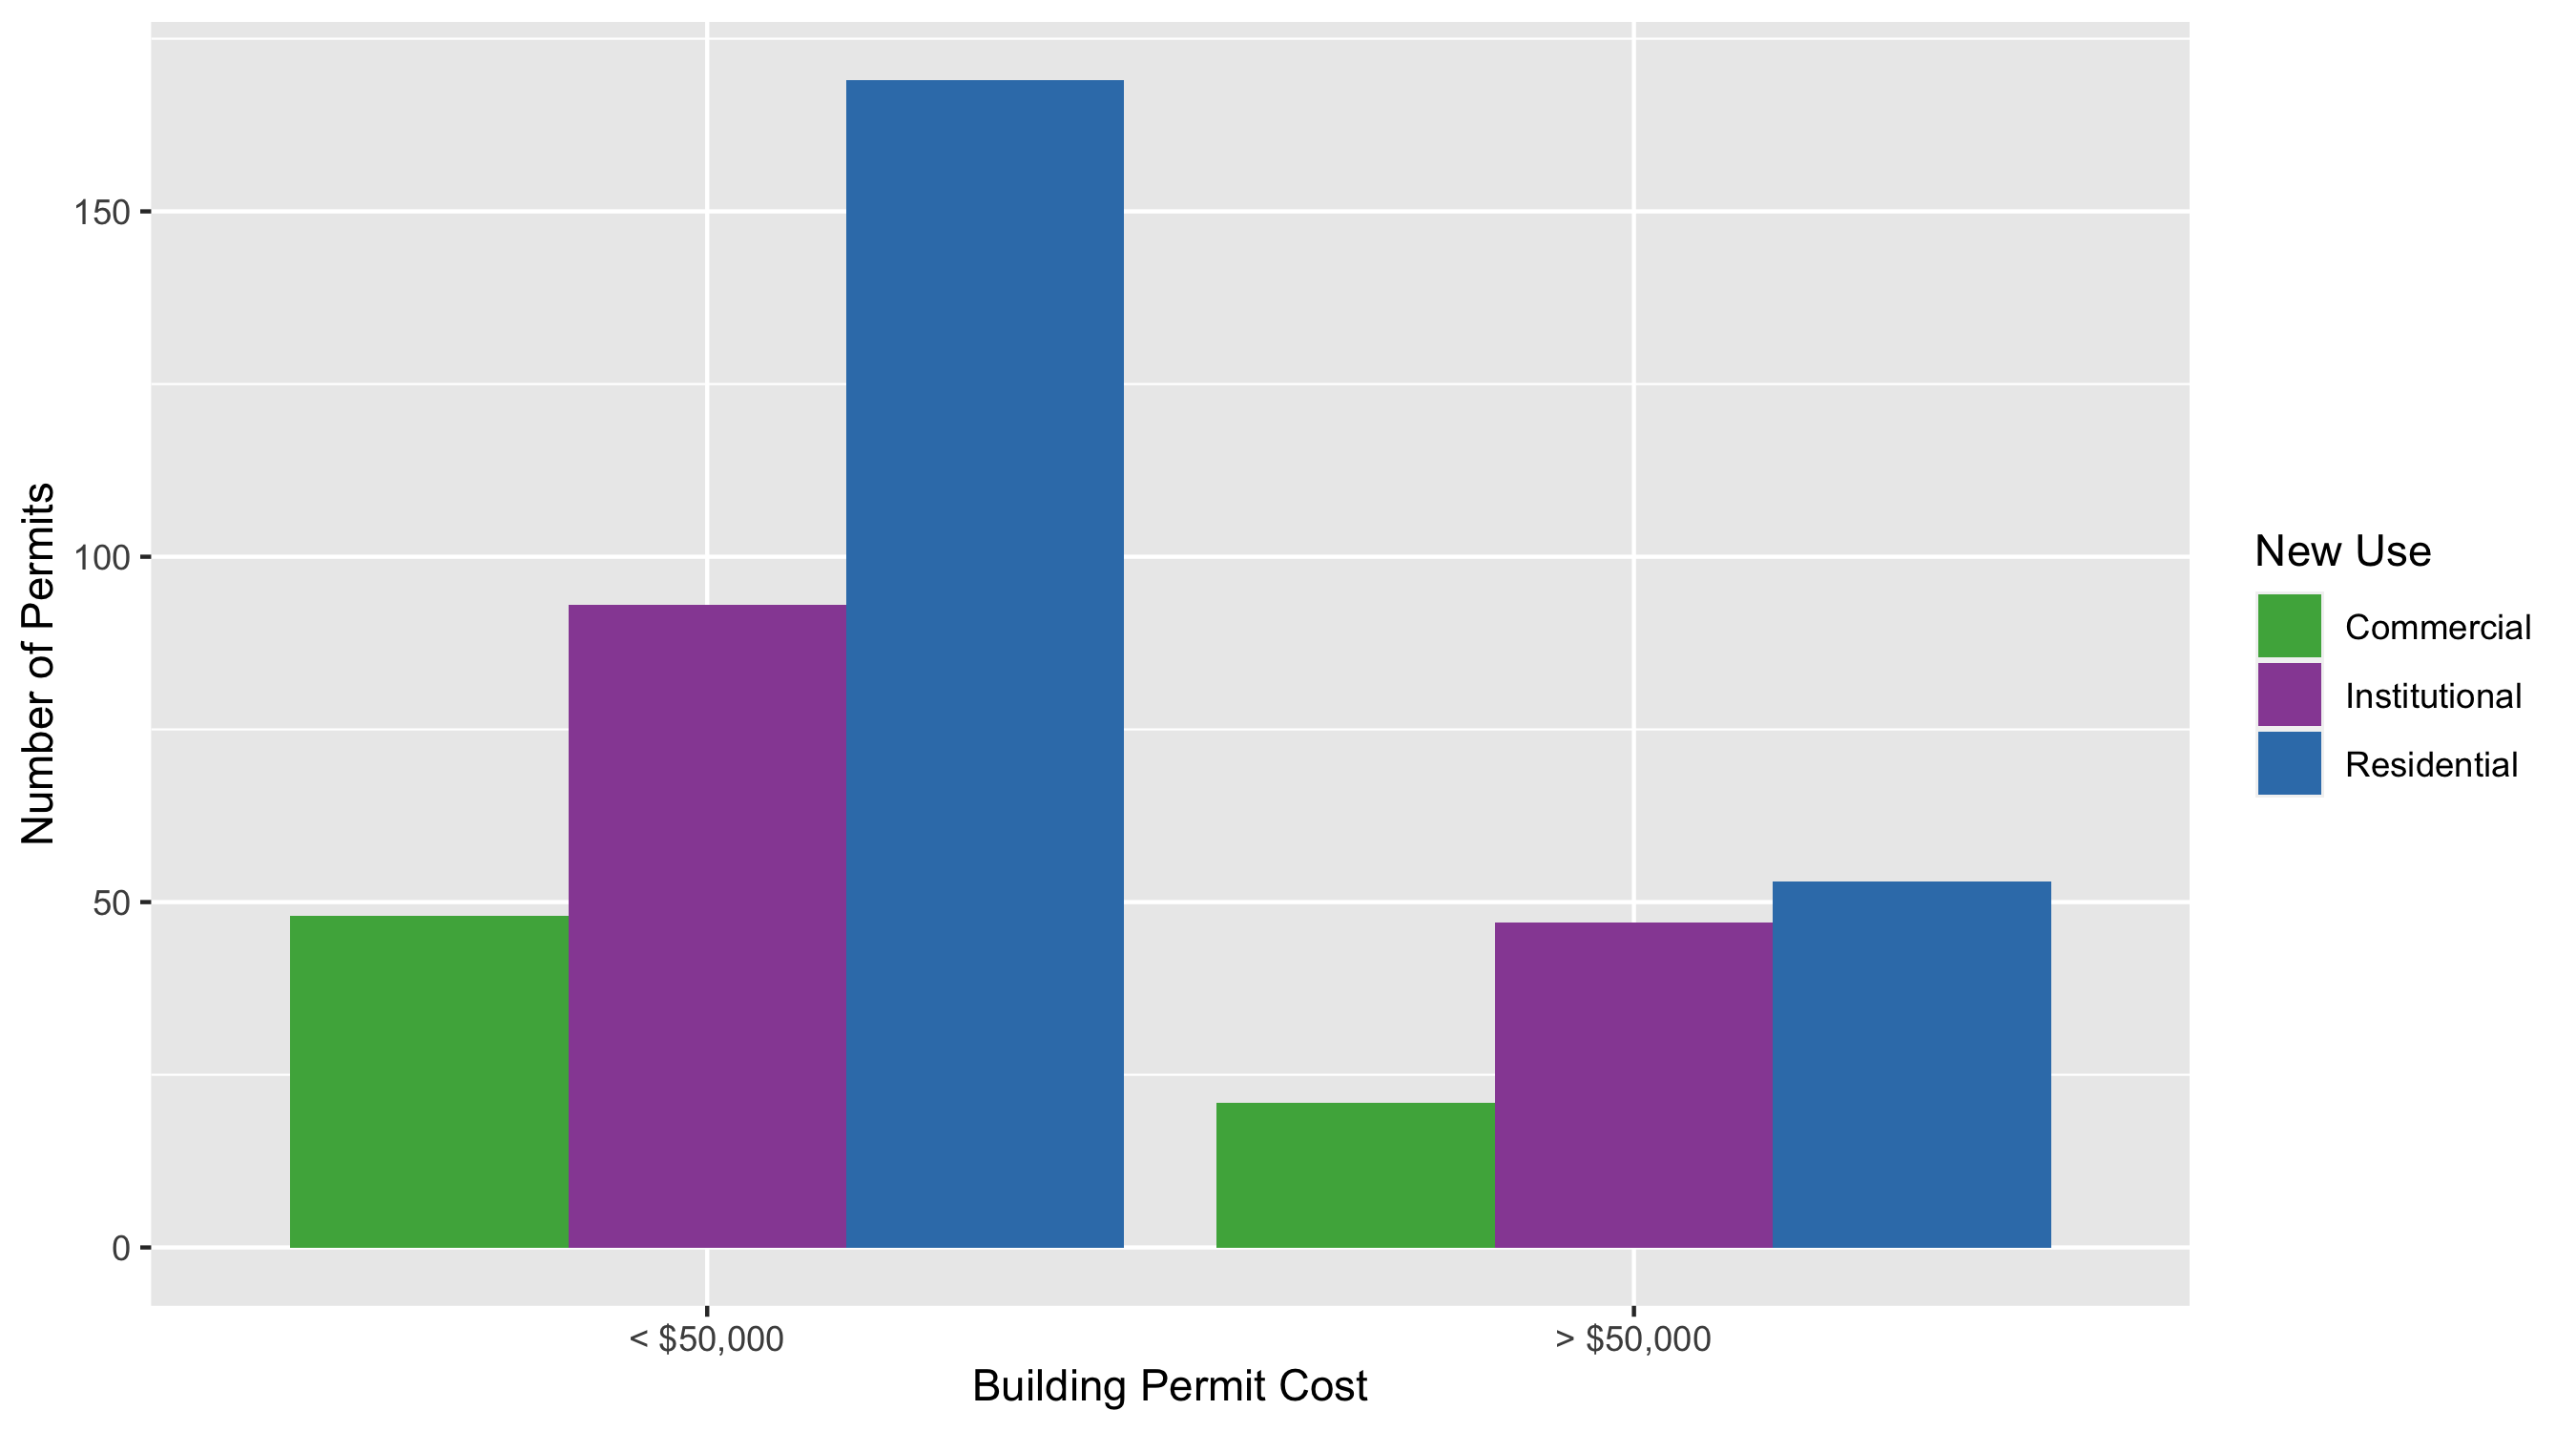 Number of Permits
150
100
50
0
< $50,000
> $50,000
Building Permit Cost
New Use
Commercial
Institutional
Residential